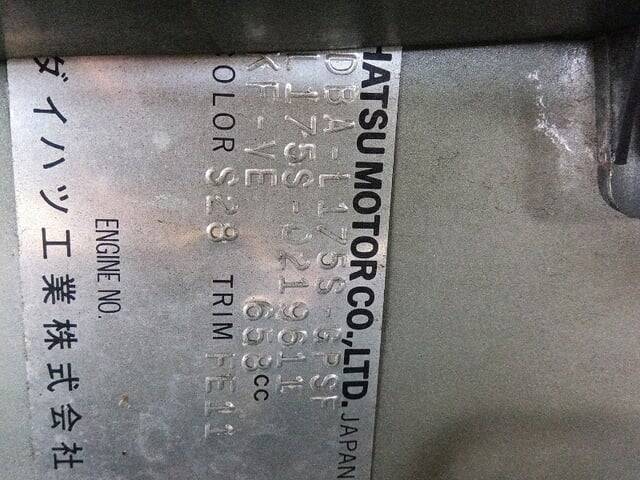 HATSU MOTOR CO.,LTD. JAPAN
DBA-L175S-GPSF
L175S-0219611
KF-VE 658cc
COLOR S28 TRIM FE11
ENGINE NO.
ダイハツ工業株式会社